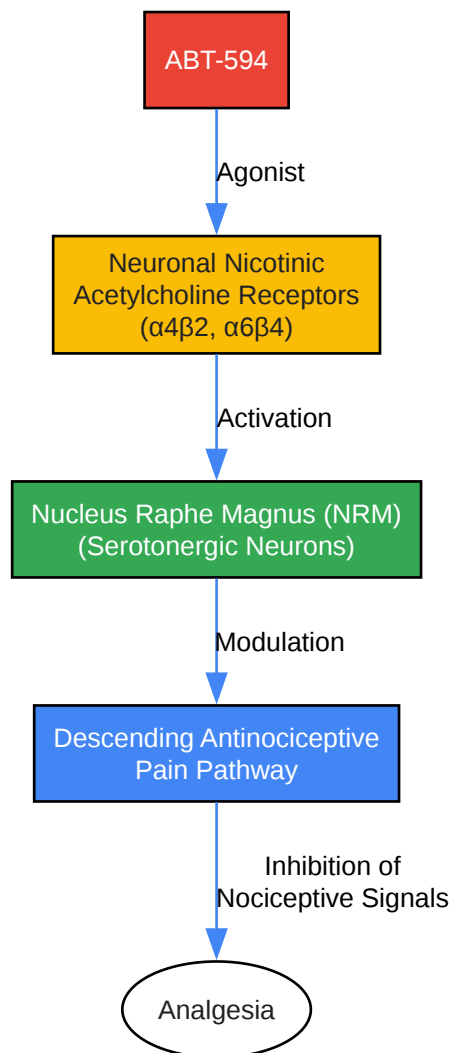 ABT-594
Agonist
Neuronal Nicotinic
Acetylcholine Receptors
(α4β2, α6β4)
Activation
Nucleus Raphe Magnus (NRM)
(Serotonergic Neurons)
Modulation
Descending Antinociceptive
Pain Pathway
Inhibition of
Nociceptive Signals
Analgesia